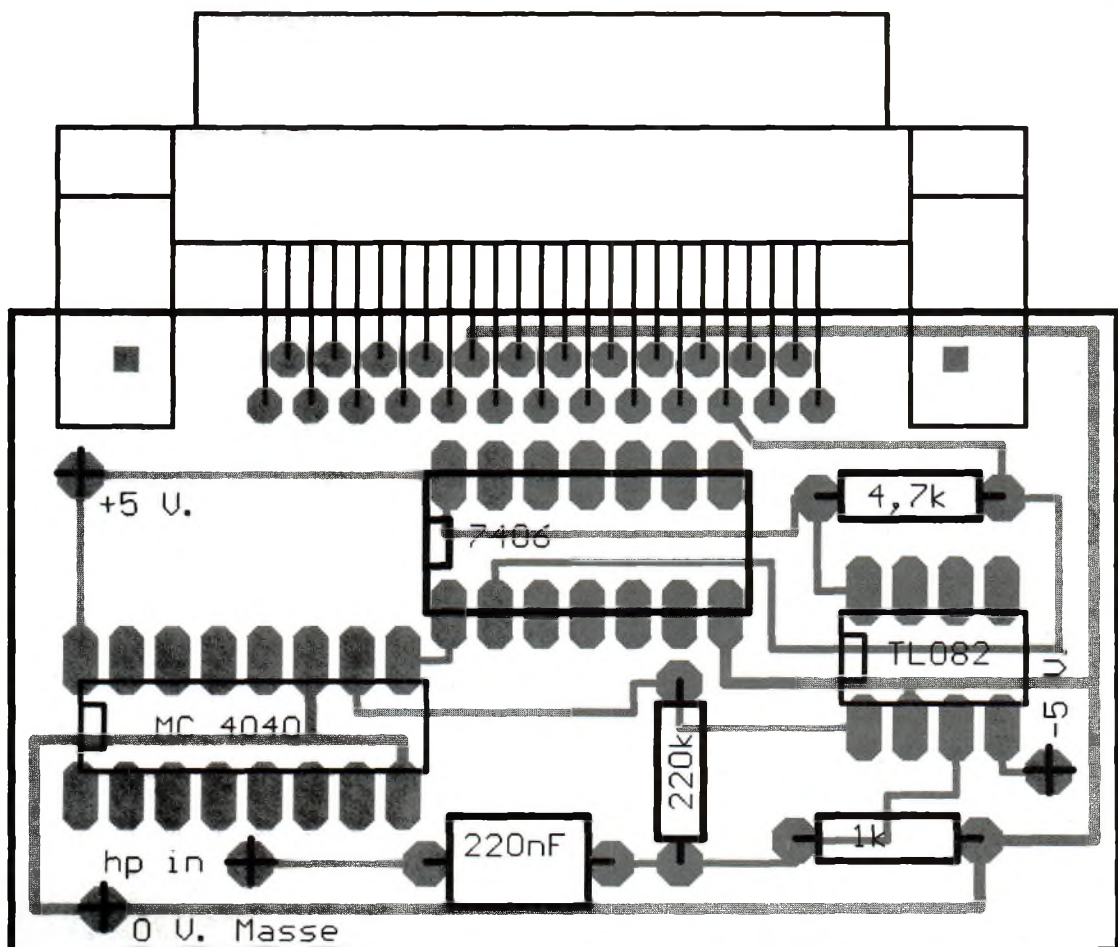 +5 V.
7406
4,7k
TL082
-5 V.
MC 4040
220k
220nF
1k
hp in
0 V. Masse